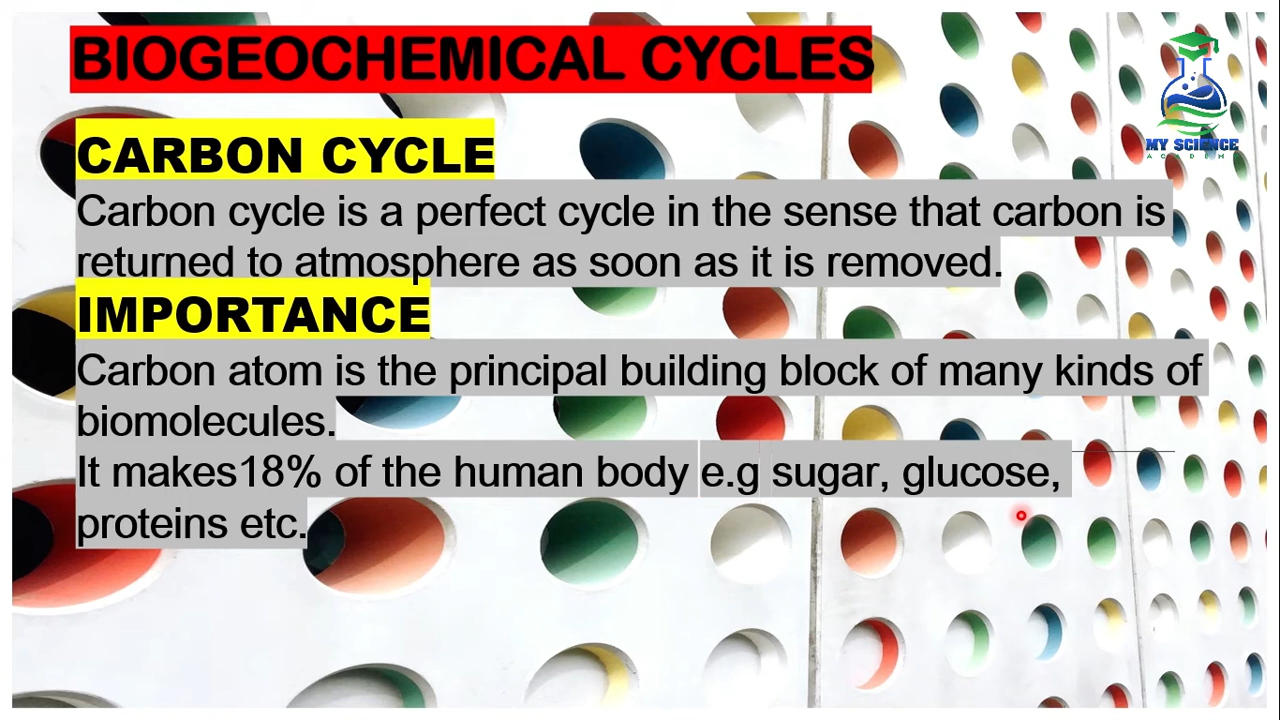 BIOGEOCHEMICAL CYCLES
MY SCIENCE
ACADEMY
CARBON CYCLE
Carbon cycle is a perfect cycle in the sense that carbon is
returned to atmosphere as soon as it is removed.
IMPORTANCE
Carbon atom is the principal building block of many kinds of
biomolecules.
It makes18% of the human body e.g sugar, glucose,
proteins etc.